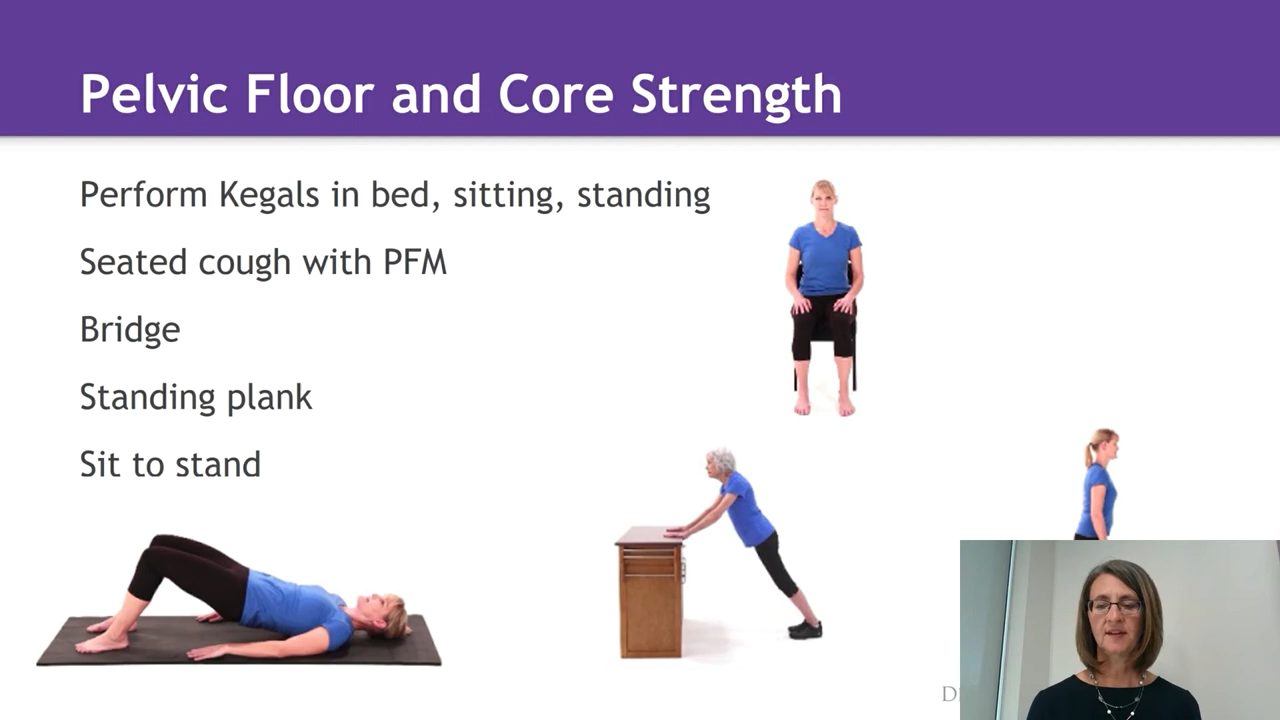 Pelvic Floor and Core Strength
Perform Kegals in bed, sitting, standing
Seated cough with PFM
Bridge
Standing plank
Sit to stand